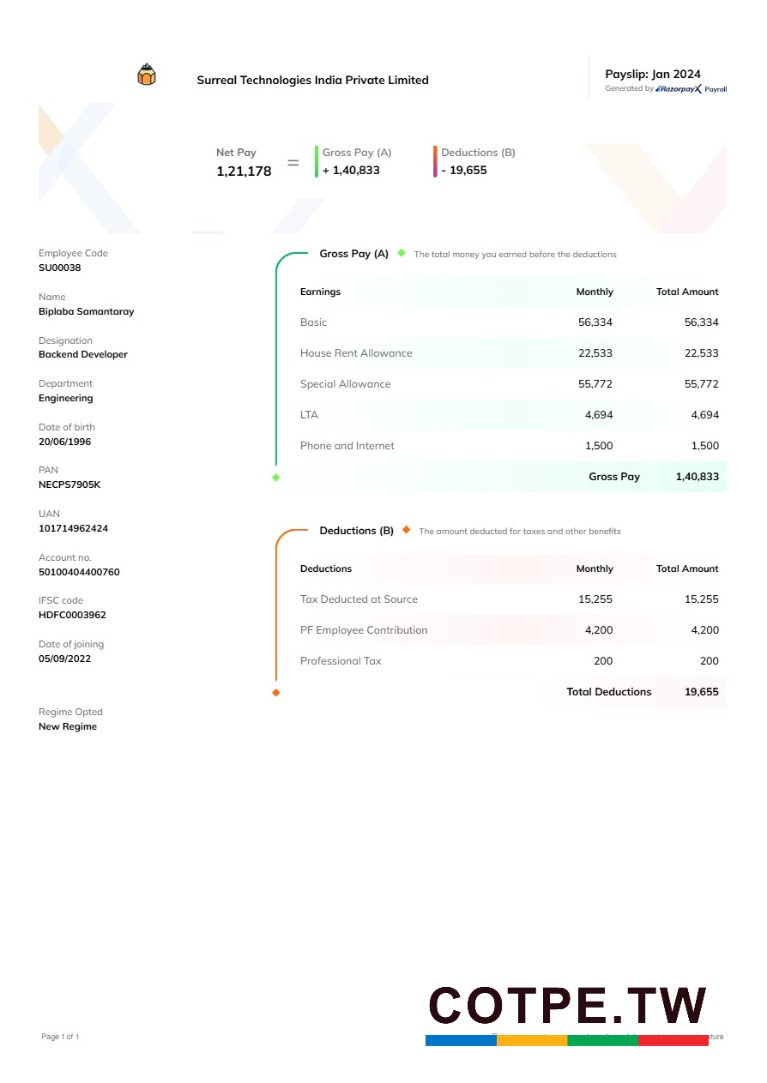 Surreal Technologies India Private Limited
Payslip: Jan 2024
Generated by RazorpayX Payroll
Net Pay
1,21,178
=
Gross Pay (A)
+ 1,40,833
Deductions (B)
- 19,655
Employee Code
SU00038
Name
Biplaba Samantaray
Designation
Backend Developer
Department
Engineering
Date of birth
20/06/1996
PAN
NECPS7905K
UAN
101714962424
Account no.
50100404400760
IFSC code
HDFC0003962
Date of joining
05/09/2022
Regime Opted
New Regime
Gross Pay (A) The total money you earned before the deductions
Earnings Monthly Total Amount
Basic 56,334 56,334
House Rent Allowance 22,533 22,533
Special Allowance 55,772 55,772
LTA 4,694 4,694
Phone and Internet 1,500 1,500
Gross Pay 1,40,833
Deductions (B) The amount deducted for taxes and other benefits
Deductions Monthly Total Amount
Tax Deducted at Source 15,255 15,255
PF Employee Contribution 4,200 4,200
Professional Tax 200 200
Total Deductions 19,655
COTPE.TW
Page 1 of 1